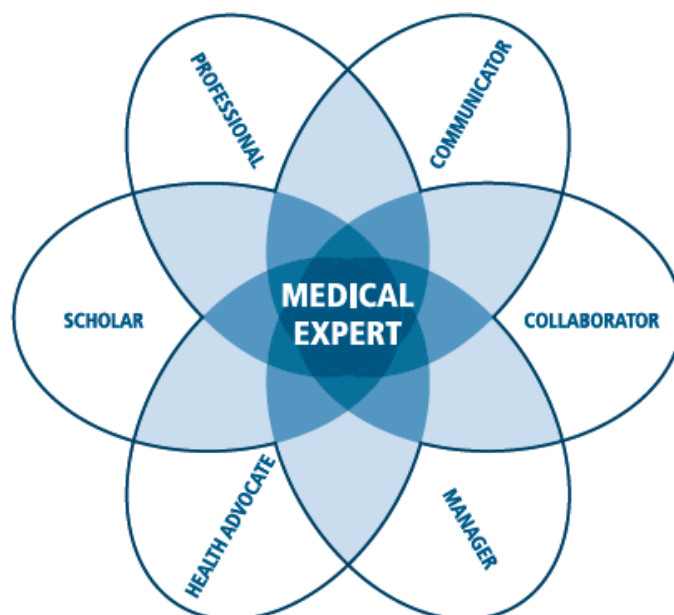 PROFESSIONAL
COMMUNICATOR
SCHOLAR
MEDICAL
EXPERT
COLLABORATOR
HEALTH ADVOCATE
MANAGER